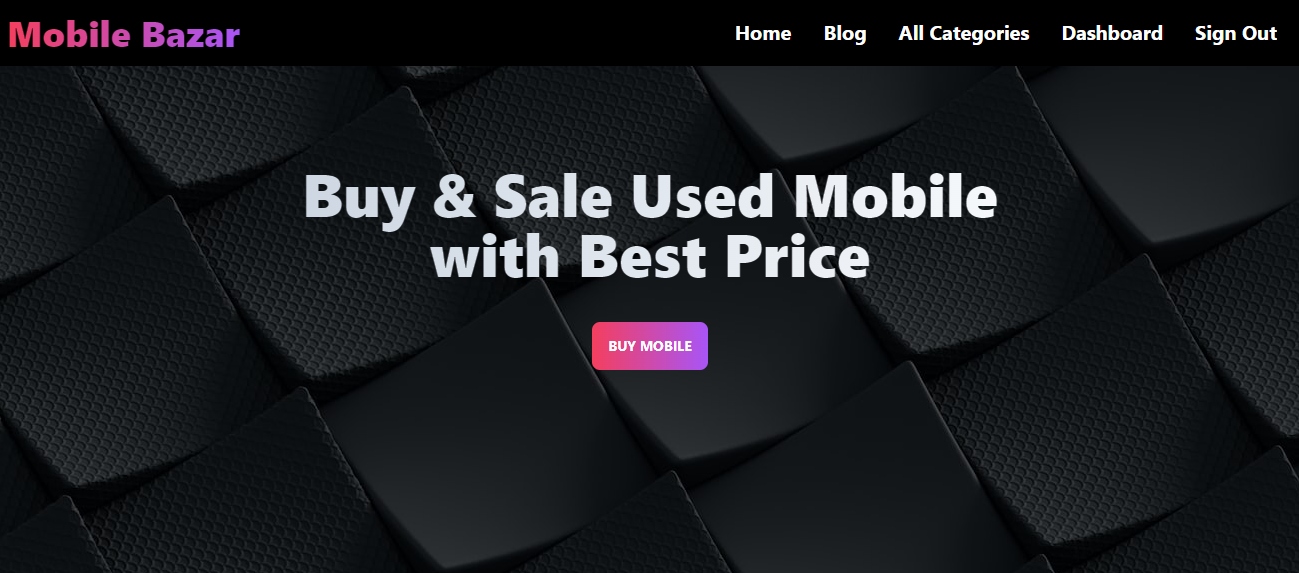 Mobile Bazar
Home Blog All Categories Dashboard Sign Out
Buy & Sale Used Mobile
with Best Price
BUY MOBILE